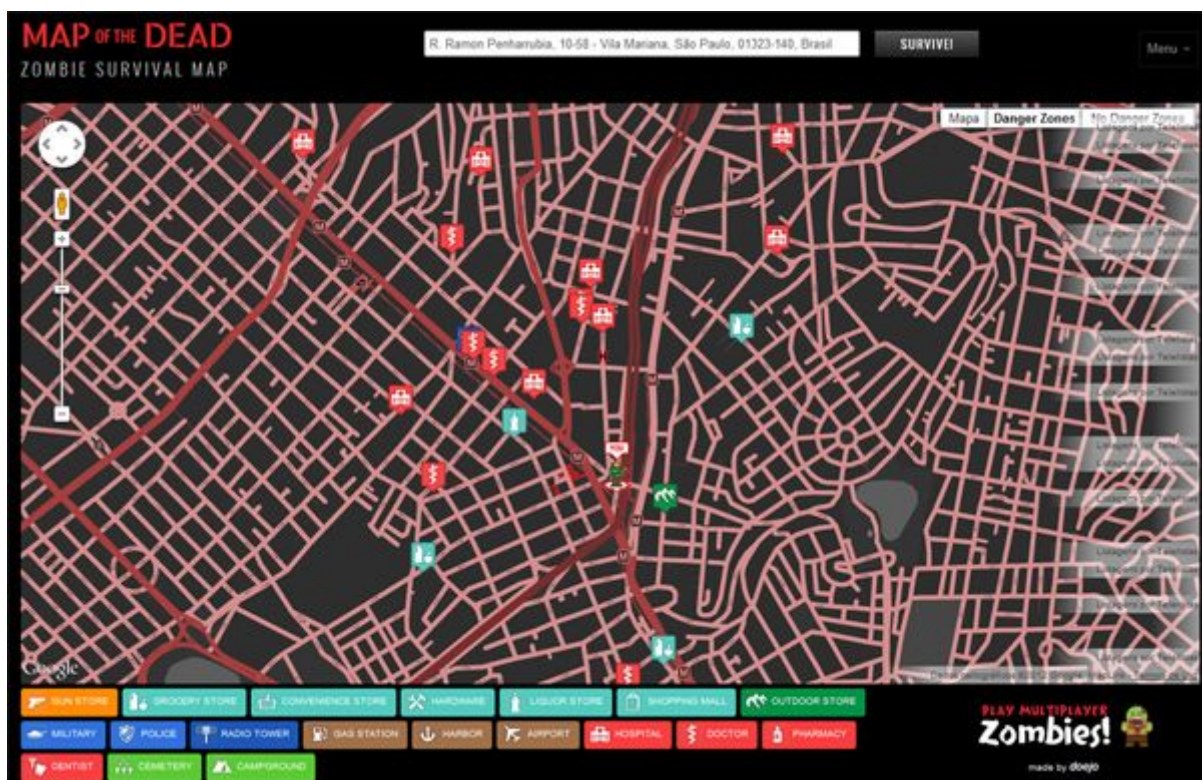 MAP OF THE DEAD
ZOMBIE SURVIVAL MAP
R. Ramon Penharrubia, 10-58 - Vila Mariana, São Paulo, 01323-140, Brasil
SURVIVE!
Menu
Mapa
Danger Zones
No Danger Zones
Google
GUN STORE
GROCERY STORE
CONVENIENCE STORE
HARDWARE
LIQUOR STORE
SHOPPING MALL
OUTDOOR STORE
MILITARY
POLICE
RADIO TOWER
GAS STATION
HARBOR
AIRPORT
HOSPITAL
DOCTOR
PHARMACY
DENTIST
CEMETERY
CAMPGROUND
PLAY MULTIPLAYER
Zombies!
made by doejo